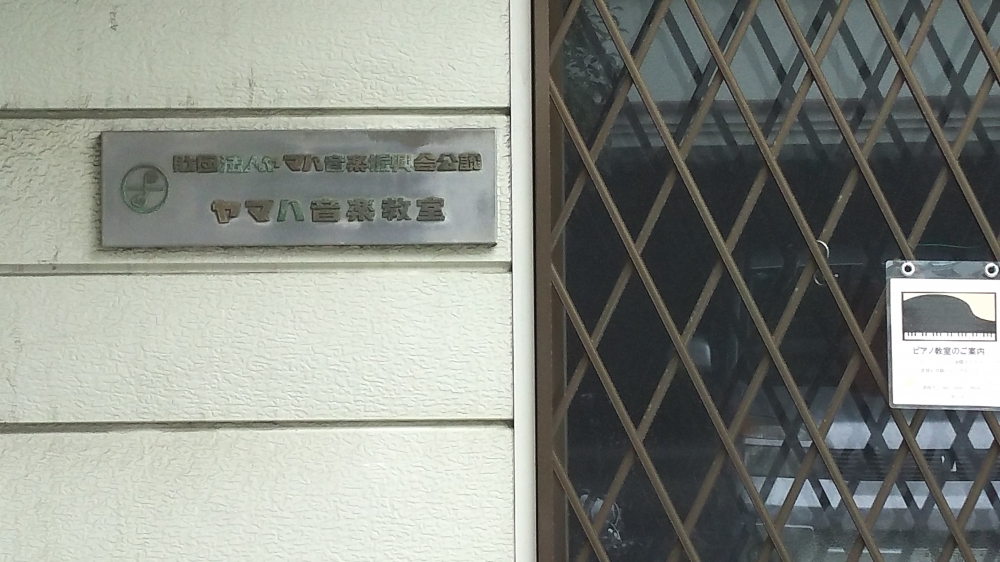 財団法人ヤマハ音楽振興会公認
ヤマハ音楽教室
ピアノ教室のご案内